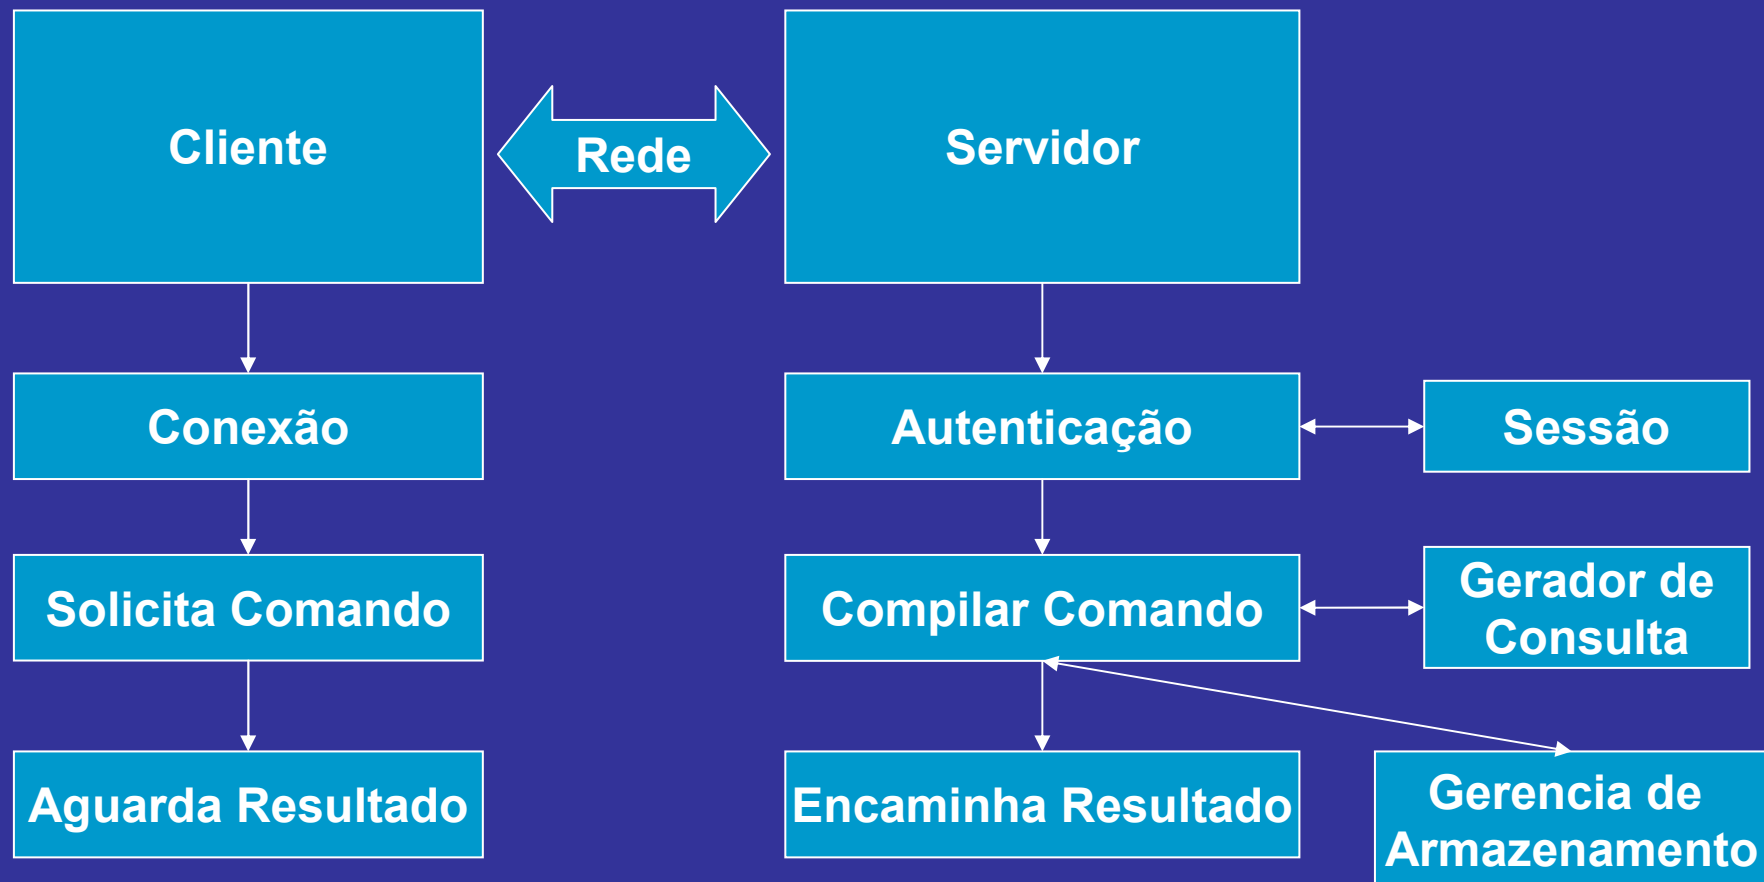 Cliente
Rede
Servidor
Conexão
Autenticação
Sessão
Solicita Comando
Compilar Comando
Gerador de
Consulta
Aguarda Resultado
Encaminha Resultado
Gerencia de
Armazenamento